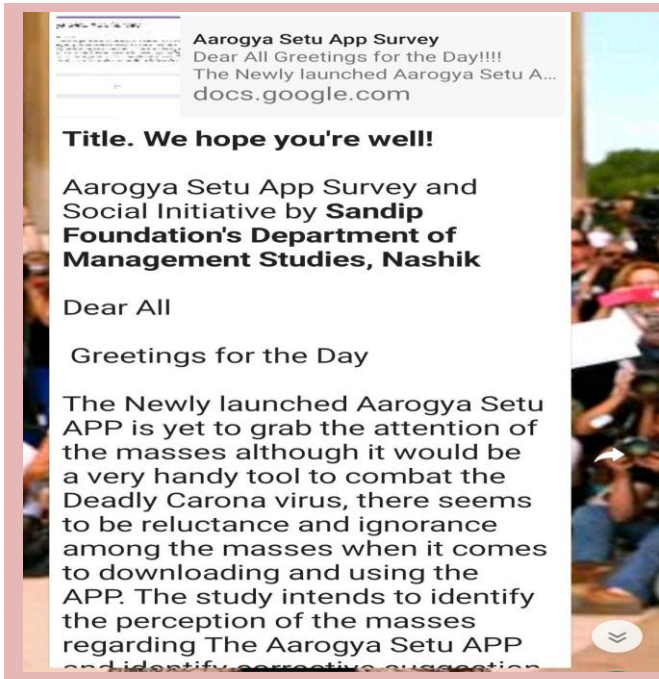 Aarogya Setu App Survey
Dear All Greetings for the Day!!!!
The Newly launched Aarogya Setu A...
docs.google.com
Title. We hope you're well!
Aarogya Setu App Survey and
Social Initiative by Sandip
Foundation's Department of
Management Studies, Nashik
Dear All
Greetings for the Day
The Newly launched Aarogya Setu
APP is yet to grab the attention of
the masses although it would be
a very handy tool to combat the
Deadly Carona virus, there seems
to be reluctance and ignorance
among the masses when it comes
to downloading and using the
APP. The study intends to identify
the perception of the masses
regarding The Aarogya Setu APP
and identify corrective suggestion